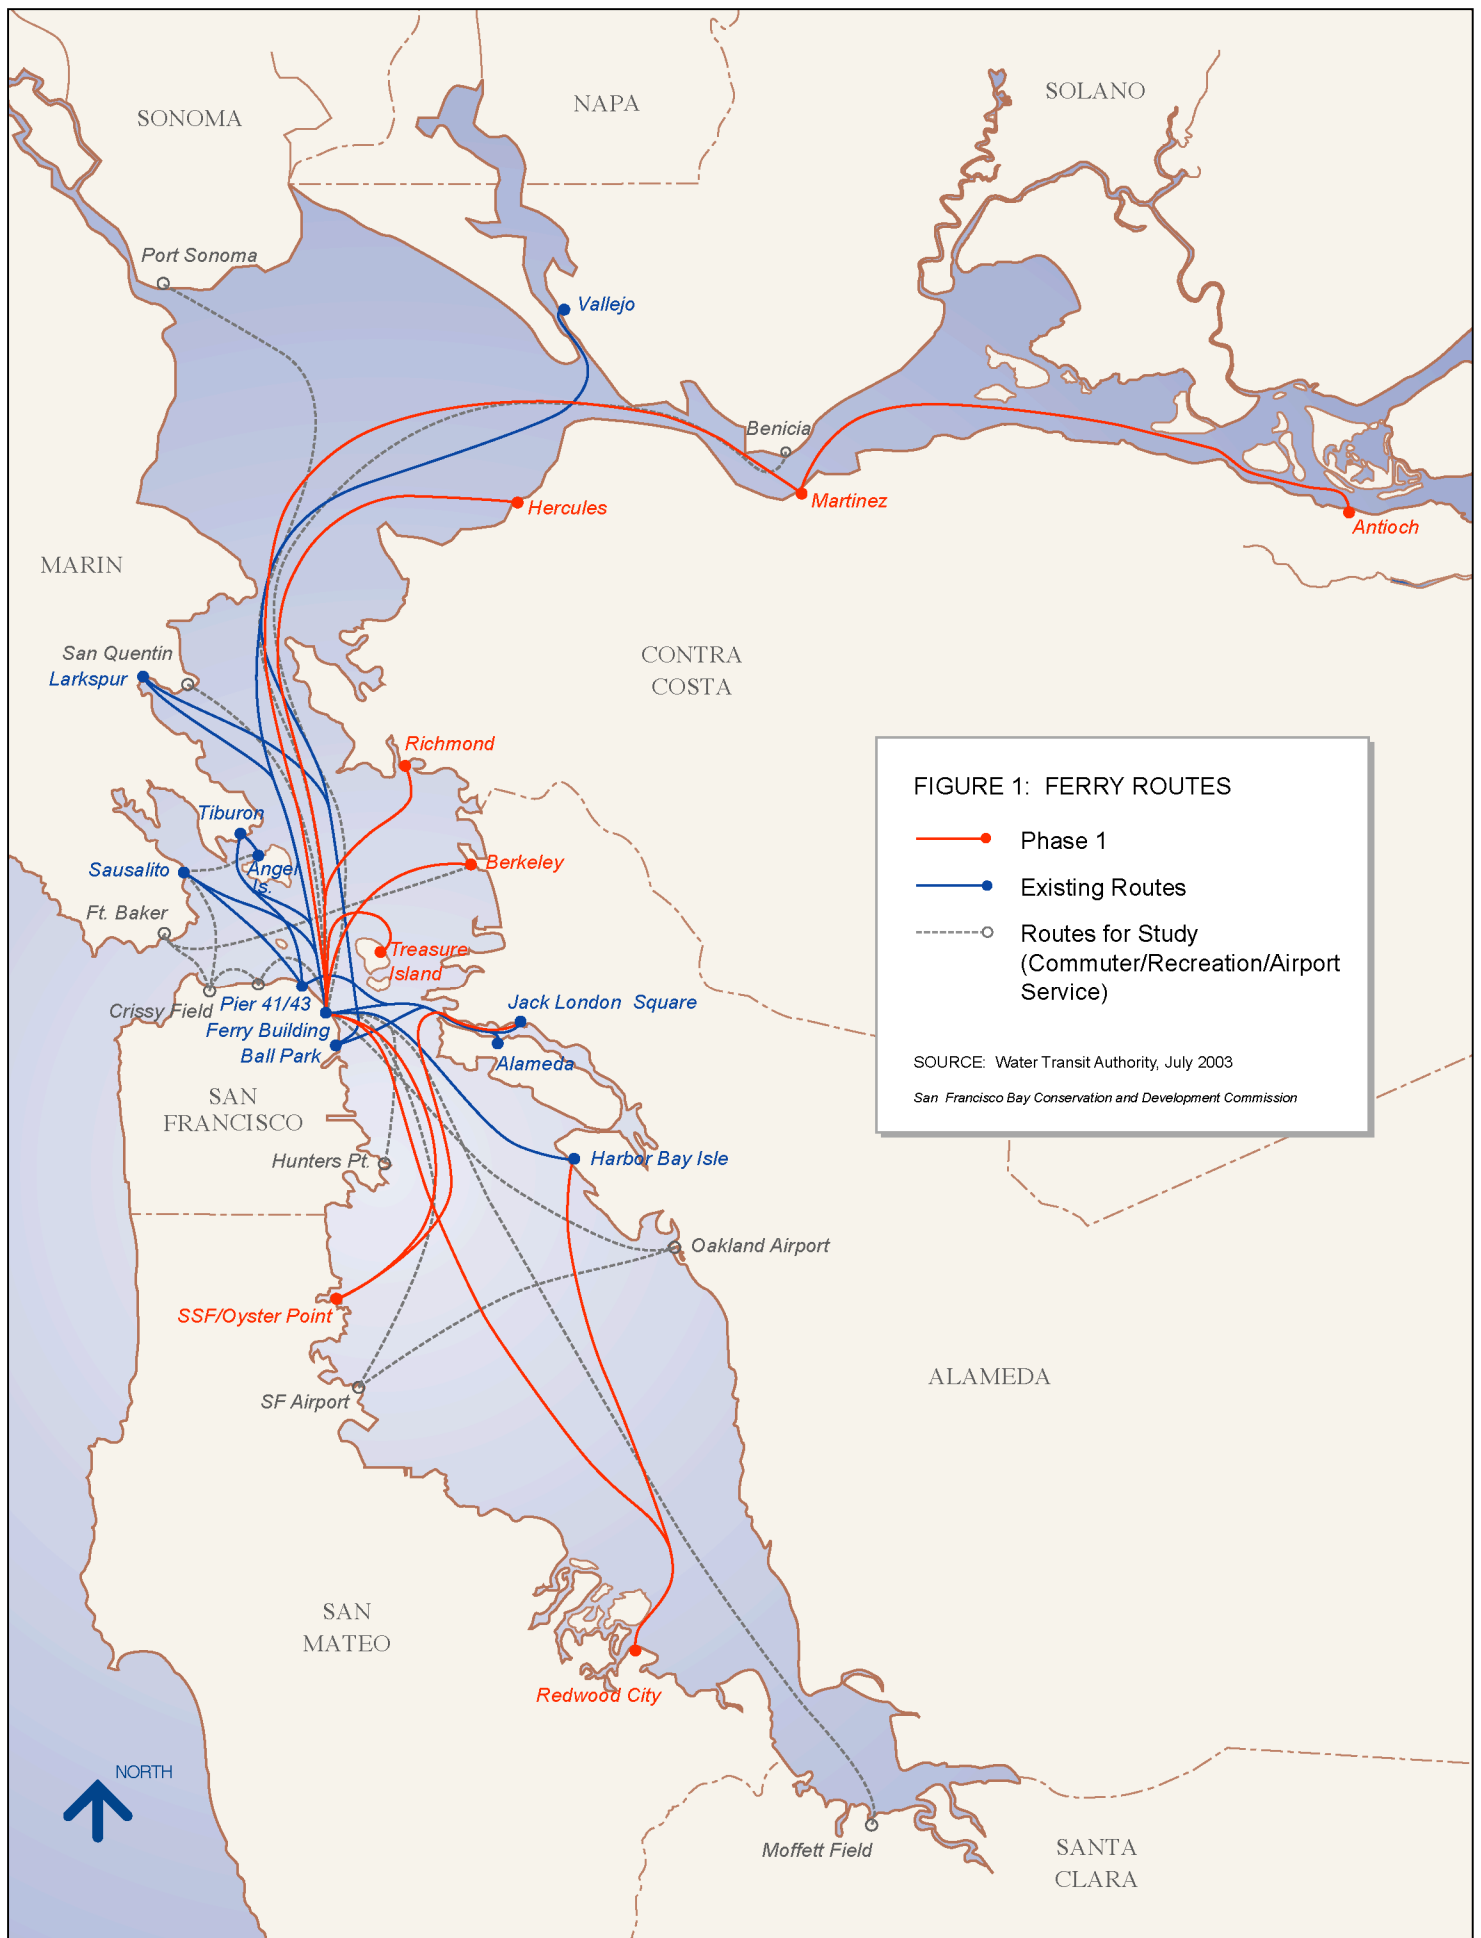 SONOMA
NAPA
SOLANO
Port Sonoma
Vallejo
Benicia
Hercules
Martinez
Antioch
MARIN
San Quentin
Larkspur
CONTRA
COSTA
Richmond
Tiburon
Sausalito
Angel
Is.
Berkeley
Ft. Baker
Treasure
Island
Crissy Field
Pier 41/43
Ferry Building
Ball Park
Jack London Square
Alameda
SAN
FRANCISCO
Hunters Pt.
Harbor Bay Isle
Oakland Airport
SSF/Oyster Point
SF Airport
ALAMEDA
SAN
MATEO
Redwood City
NORTH
Moffett Field
SANTA
CLARA
FIGURE 1: FERRY ROUTES
Phase 1
Existing Routes
Routes for Study
(Commuter/Recreation/Airport
Service)
SOURCE: Water Transit Authority, July 2003
San Francisco Bay Conservation and Development Commission